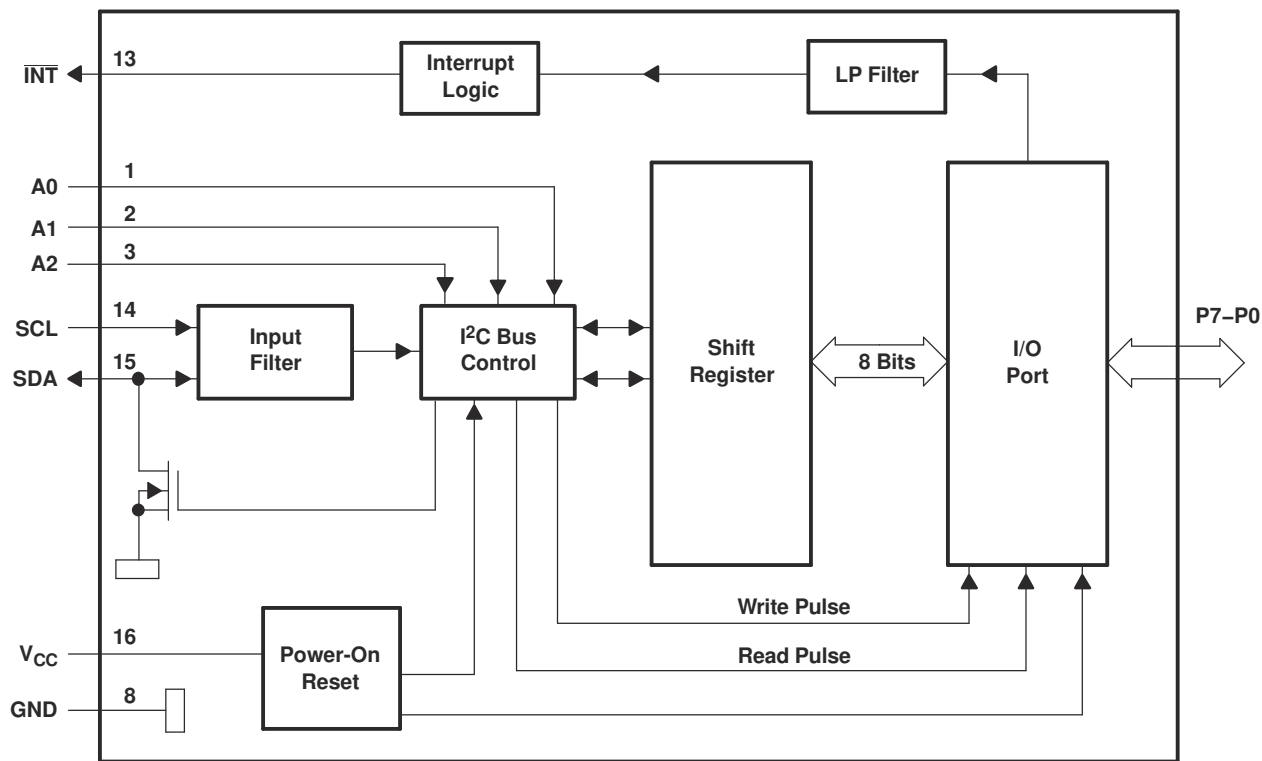 INT
13
Interrupt
Logic
LP Filter
A0
1
A1
2
A2
3
SCL
14
SDA
15
Input
Filter
I²C Bus
Control
Shift
Register
8 Bits
I/O
Port
P7–P0
Write Pulse
Read Pulse
VCC
16
Power-On
Reset
GND
8